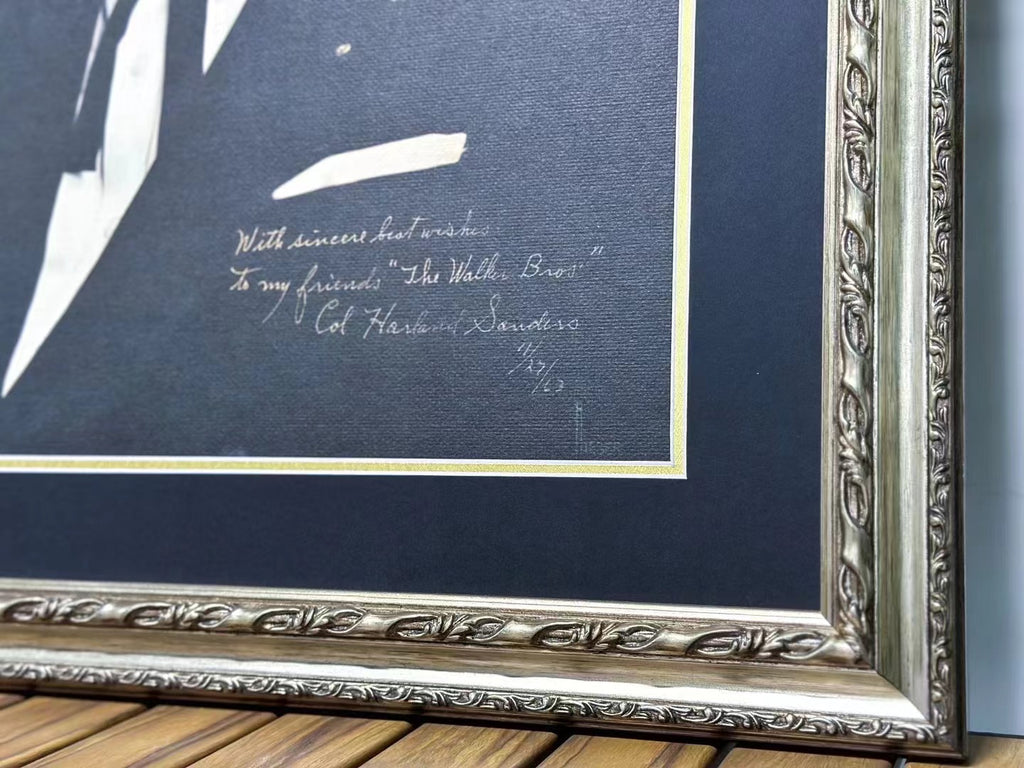 With sincere best wishes
to my friends "The Walker Bros."
Col Harland Sanders
11/27/63